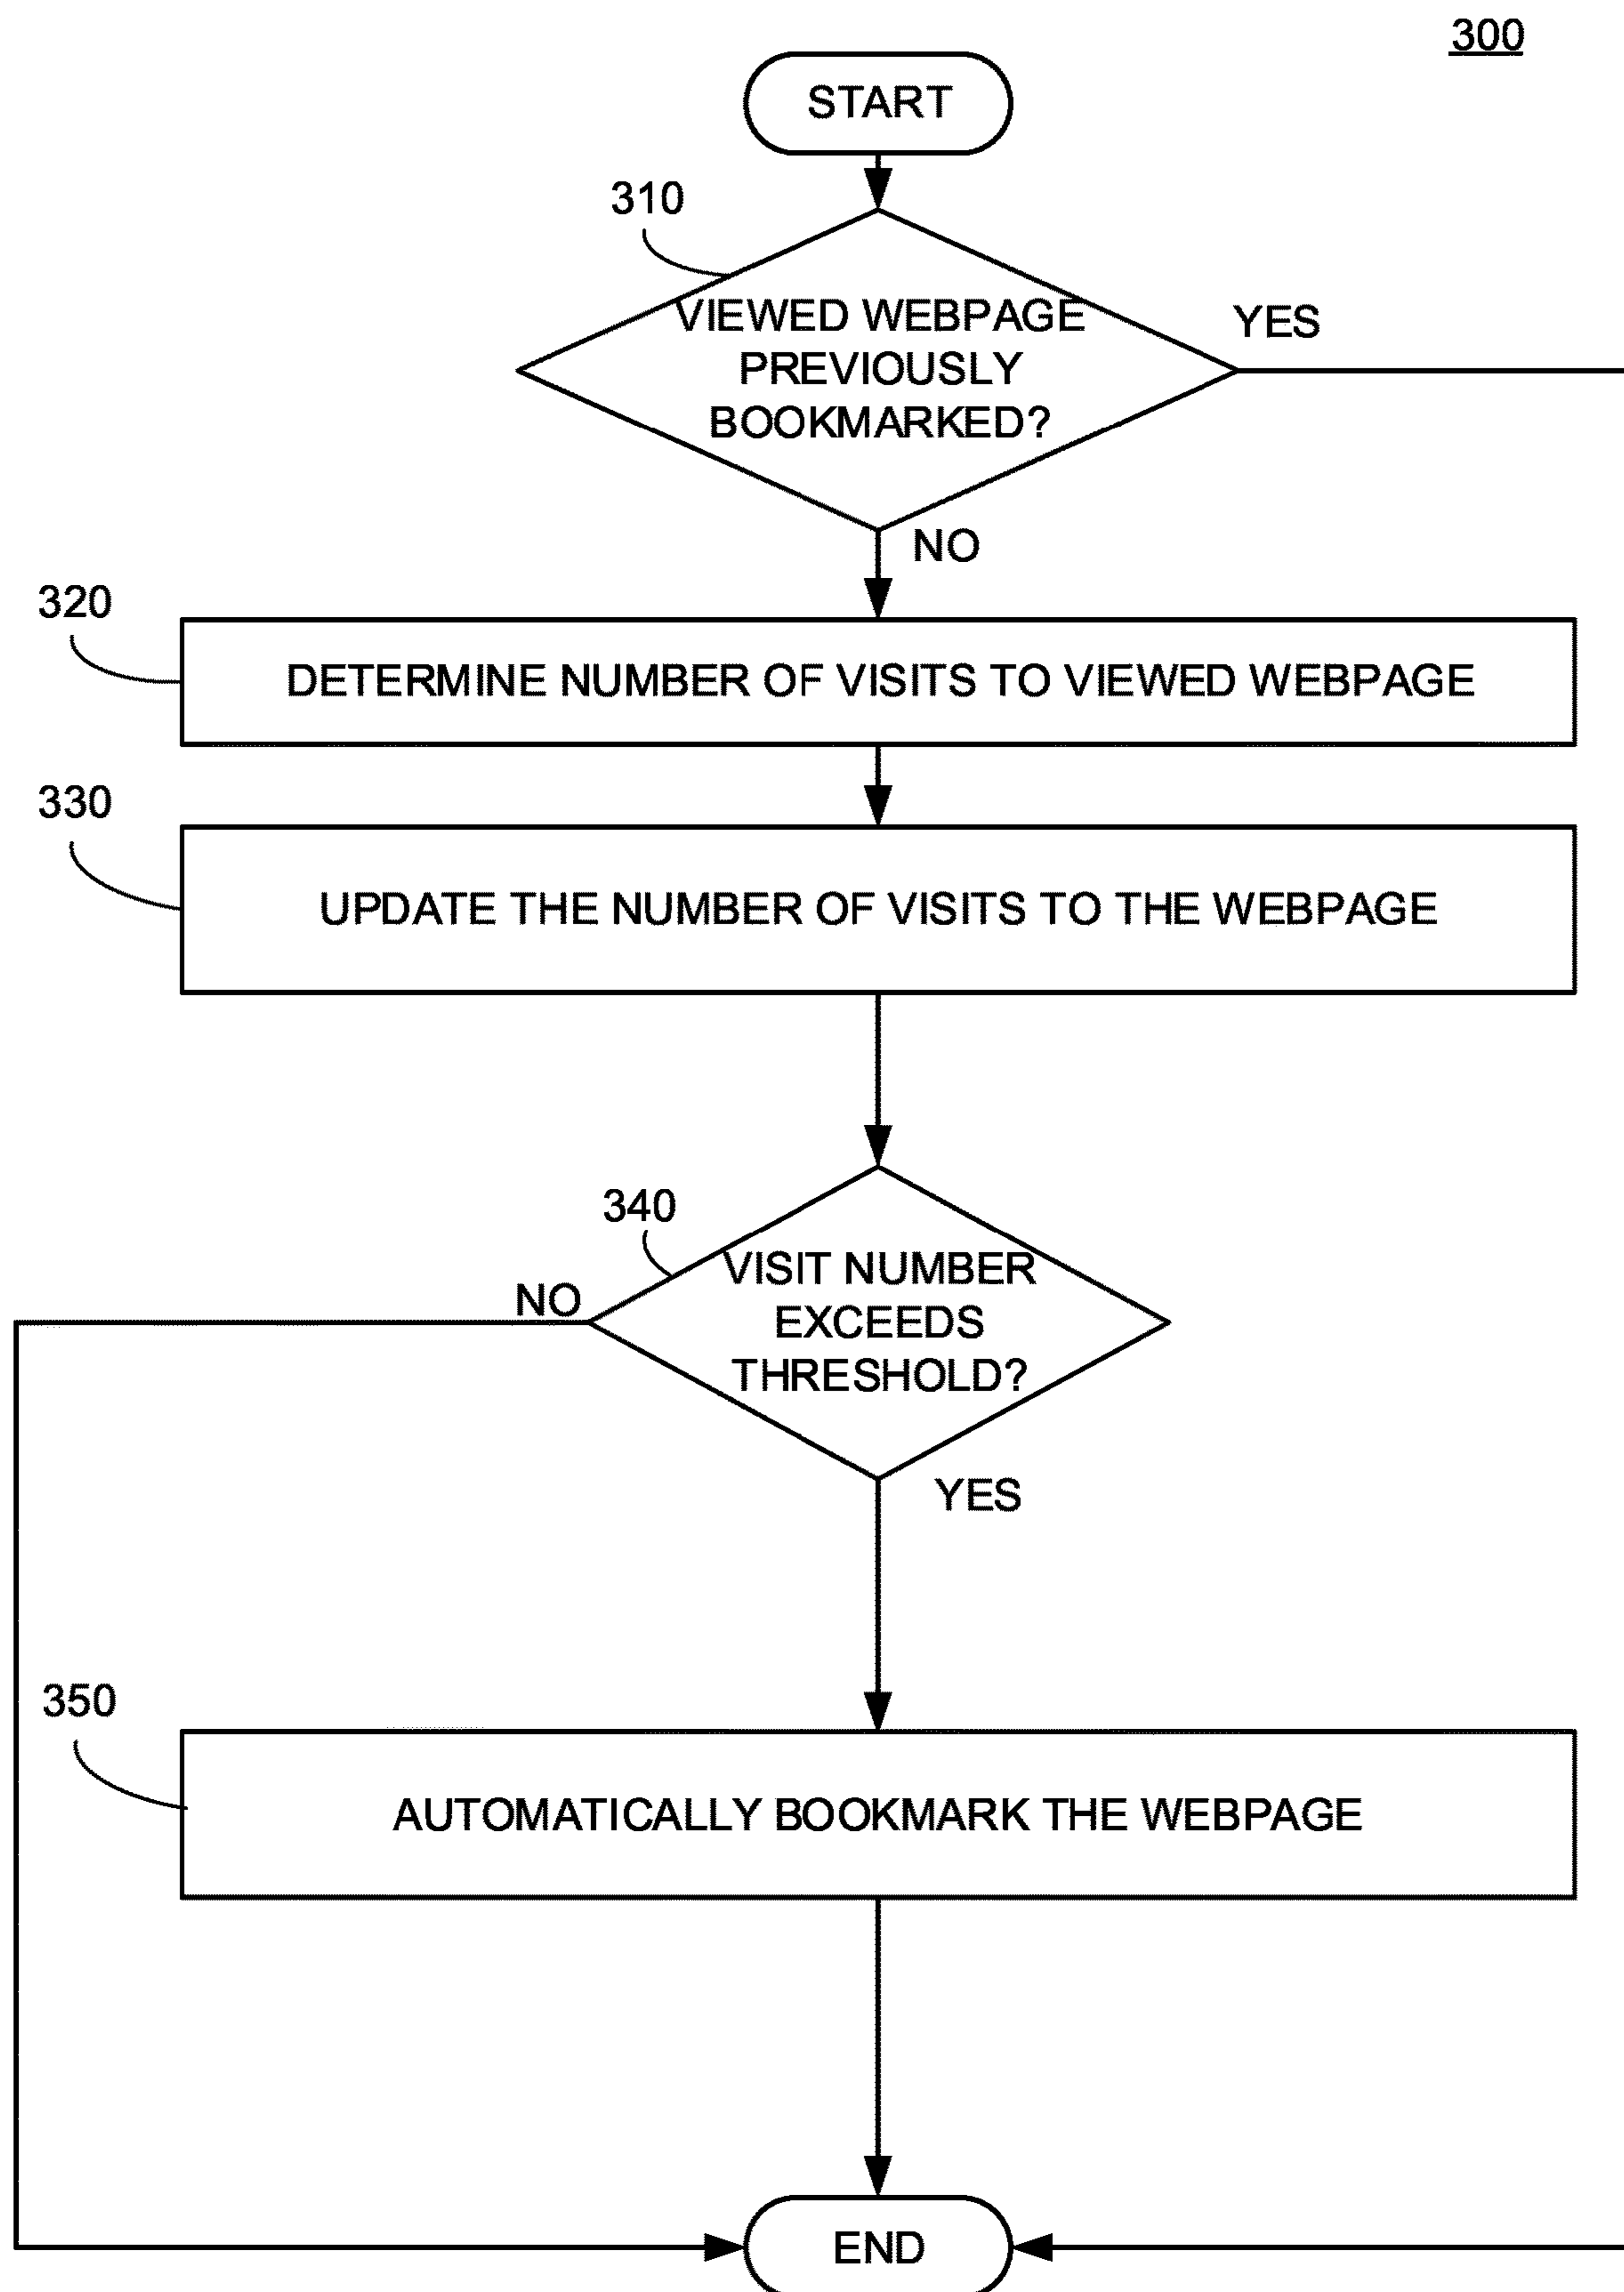 300
START
310
VIEWED WEBPAGE
PREVIOUSLY
BOOKMARKED?
YES
NO
320
DETERMINE NUMBER OF VISITS TO VIEWED WEBPAGE
330
UPDATE THE NUMBER OF VISITS TO THE WEBPAGE
340
VISIT NUMBER
EXCEEDS
THRESHOLD?
NO
YES
350
AUTOMATICALLY BOOKMARK THE WEBPAGE
END